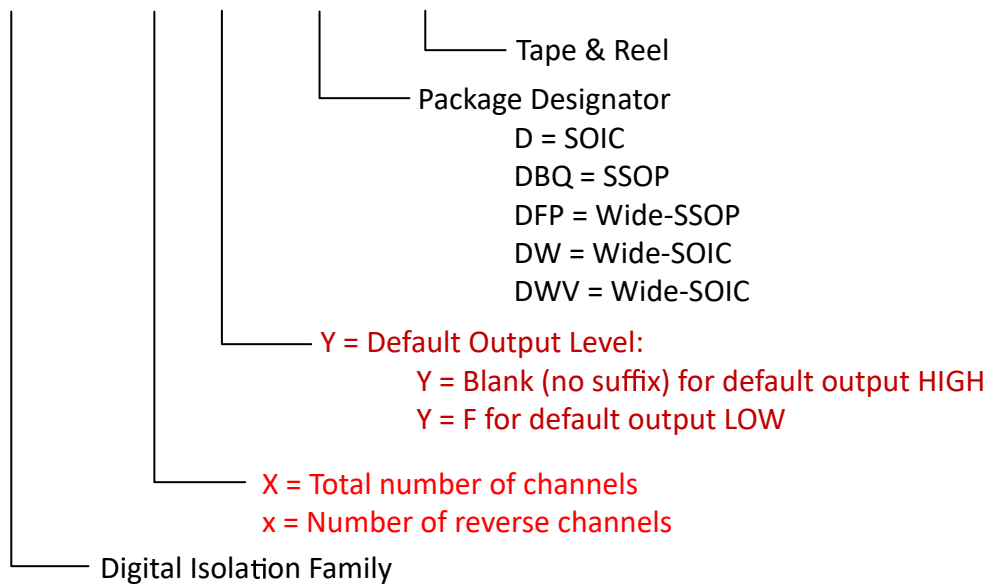 Tape & Reel
Package Designator
D = SOIC
DBQ = SSOP
DFP = Wide-SSOP
DW = Wide-SOIC
DWV = Wide-SOIC
Y = Default Output Level:
Y = Blank (no suffix) for default output HIGH
Y = F for default output LOW
X = Total number of channels
x = Number of reverse channels
Digital Isolation Family